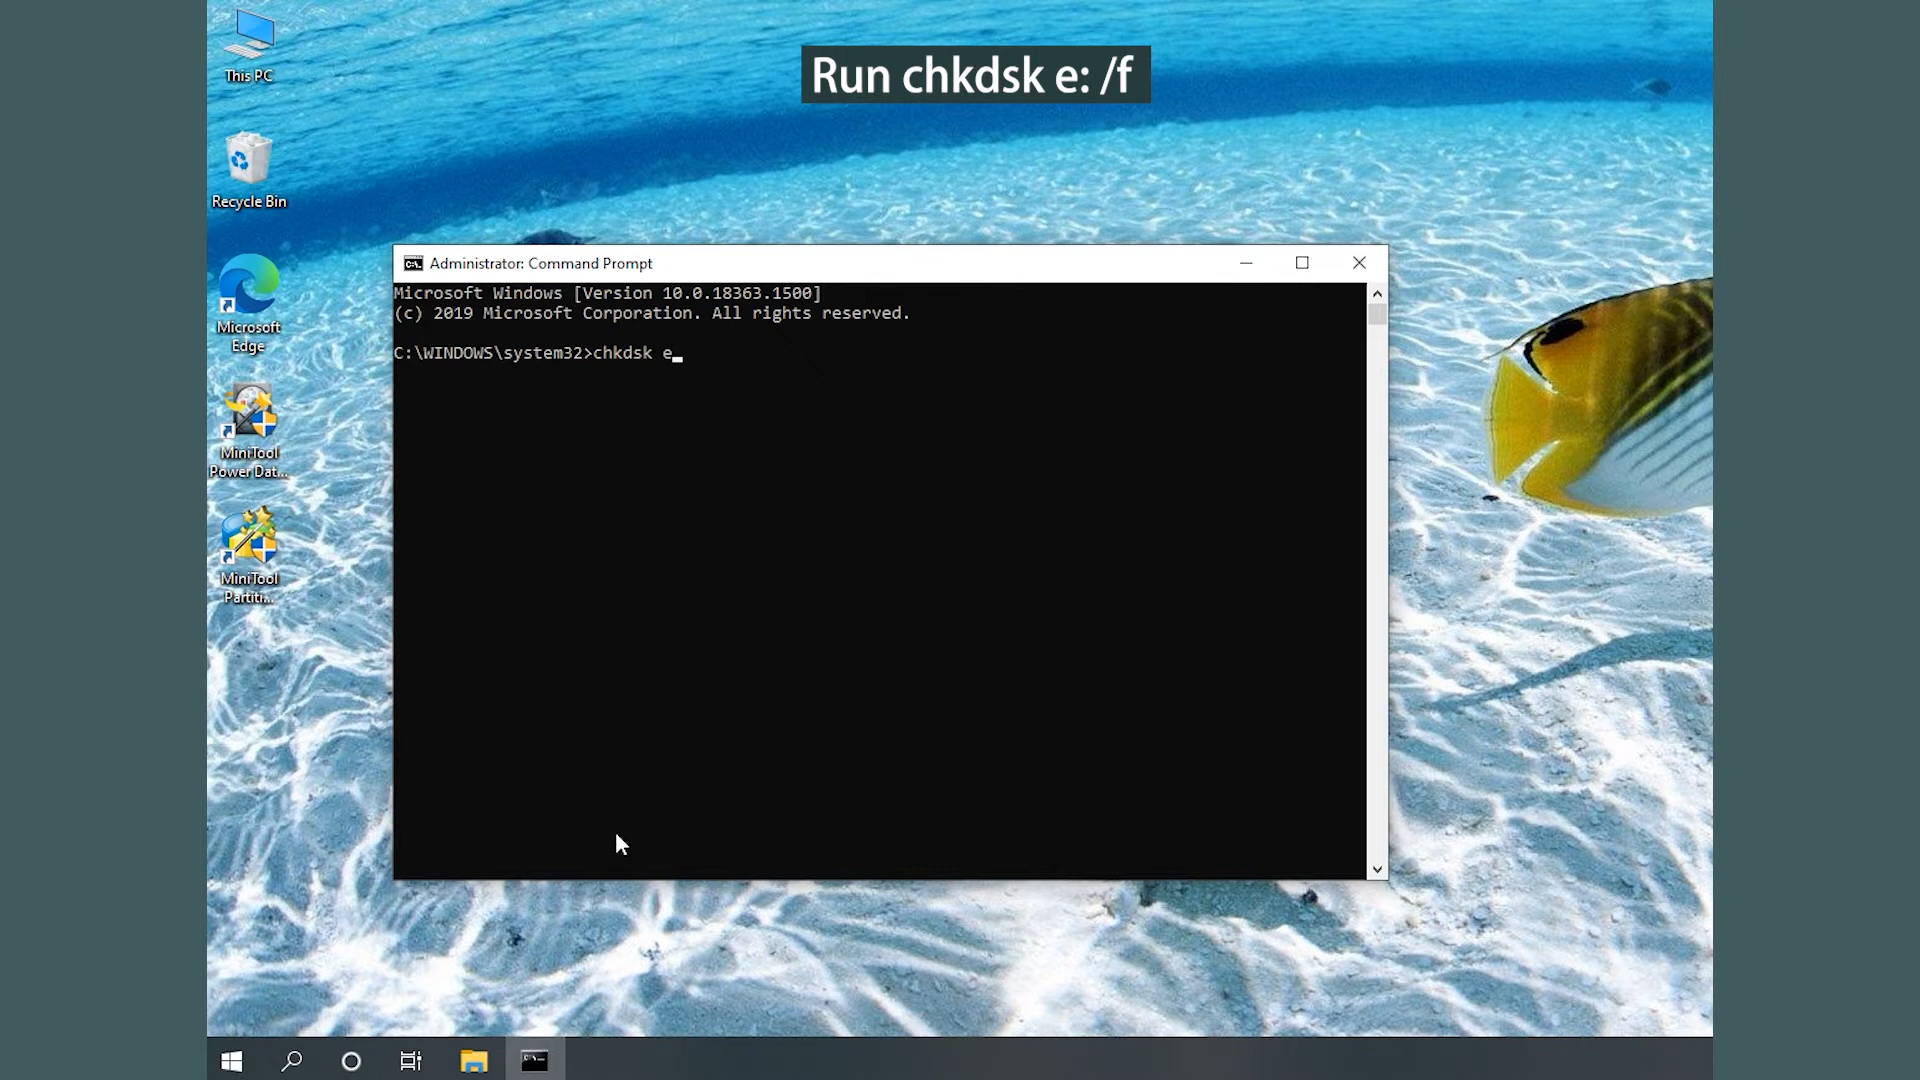 Run chkdsk e: /f
This PC
Recycle Bin
Microsoft
Edge
MiniTool
Power Dat...
MiniTool
Partiti...
Administrator: Command Prompt
Microsoft Windows [Version 10.0.18363.1500]
(c) 2019 Microsoft Corporation. All rights reserved.
C:\WINDOWS\system32>chkdsk e_